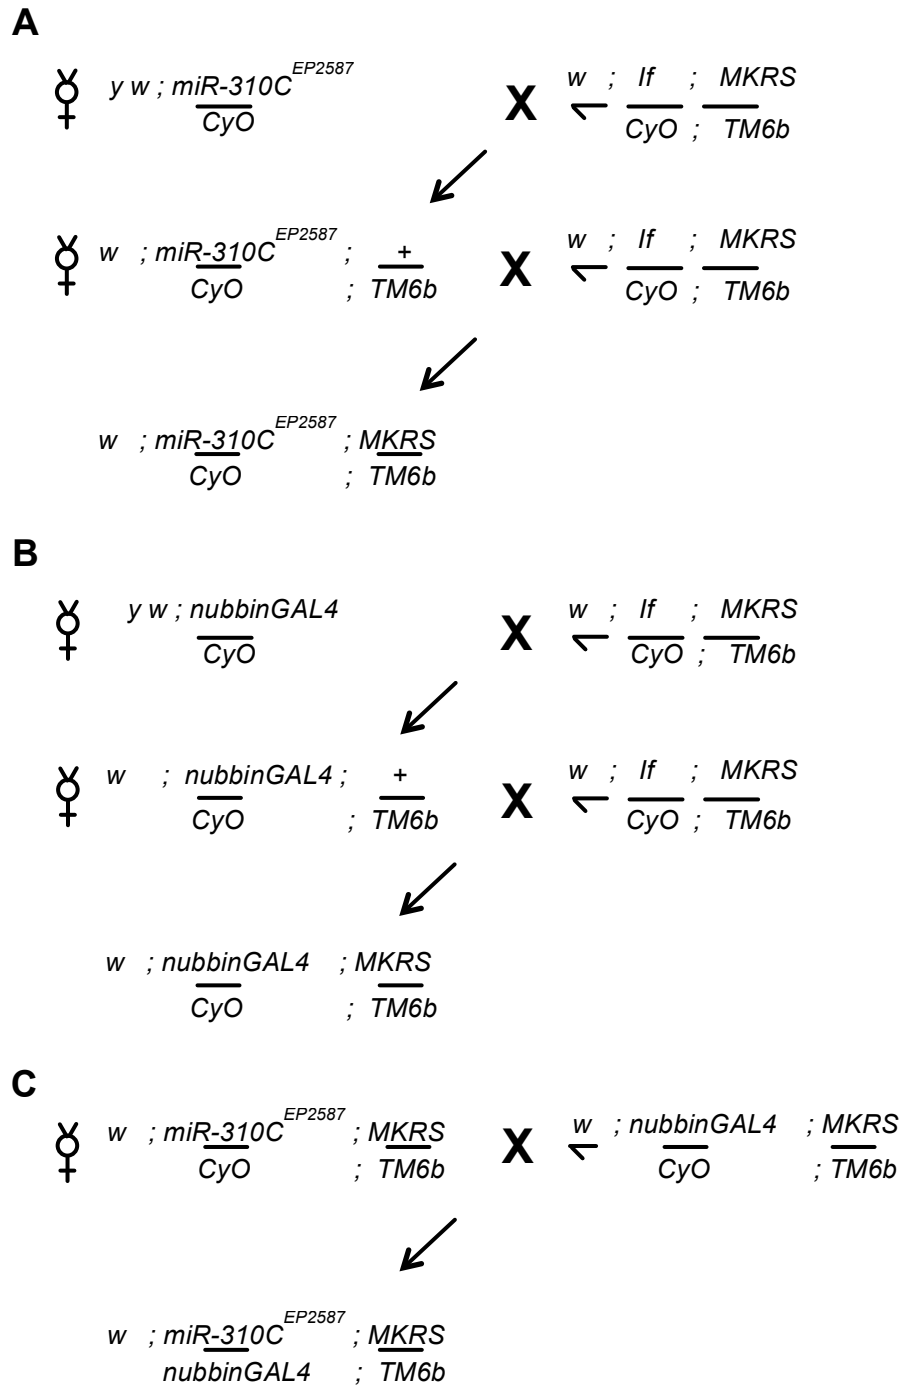 A
y w ; miR-310C^EP2587 X w ; If ; MKRS
CyO CyO ; TM6b
w ; miR-310C^EP2587 ; + X w ; If ; MKRS
CyO ; TM6b CyO ; TM6b
w ; miR-310C^EP2587 ; MKRS
CyO ; TM6b
B
y w ; nubbinGAL4 X w ; If ; MKRS
CyO CyO ; TM6b
w ; nubbinGAL4 ; + X w ; If ; MKRS
CyO ; TM6b CyO ; TM6b
w ; nubbinGAL4 ; MKRS
CyO ; TM6b
C
w ; miR-310C^EP2587 ; MKRS X w ; nubbinGAL4 ; MKRS
CyO ; TM6b CyO ; TM6b
w ; miR-310C^EP2587 ; MKRS
nubbinGAL4 ; TM6b